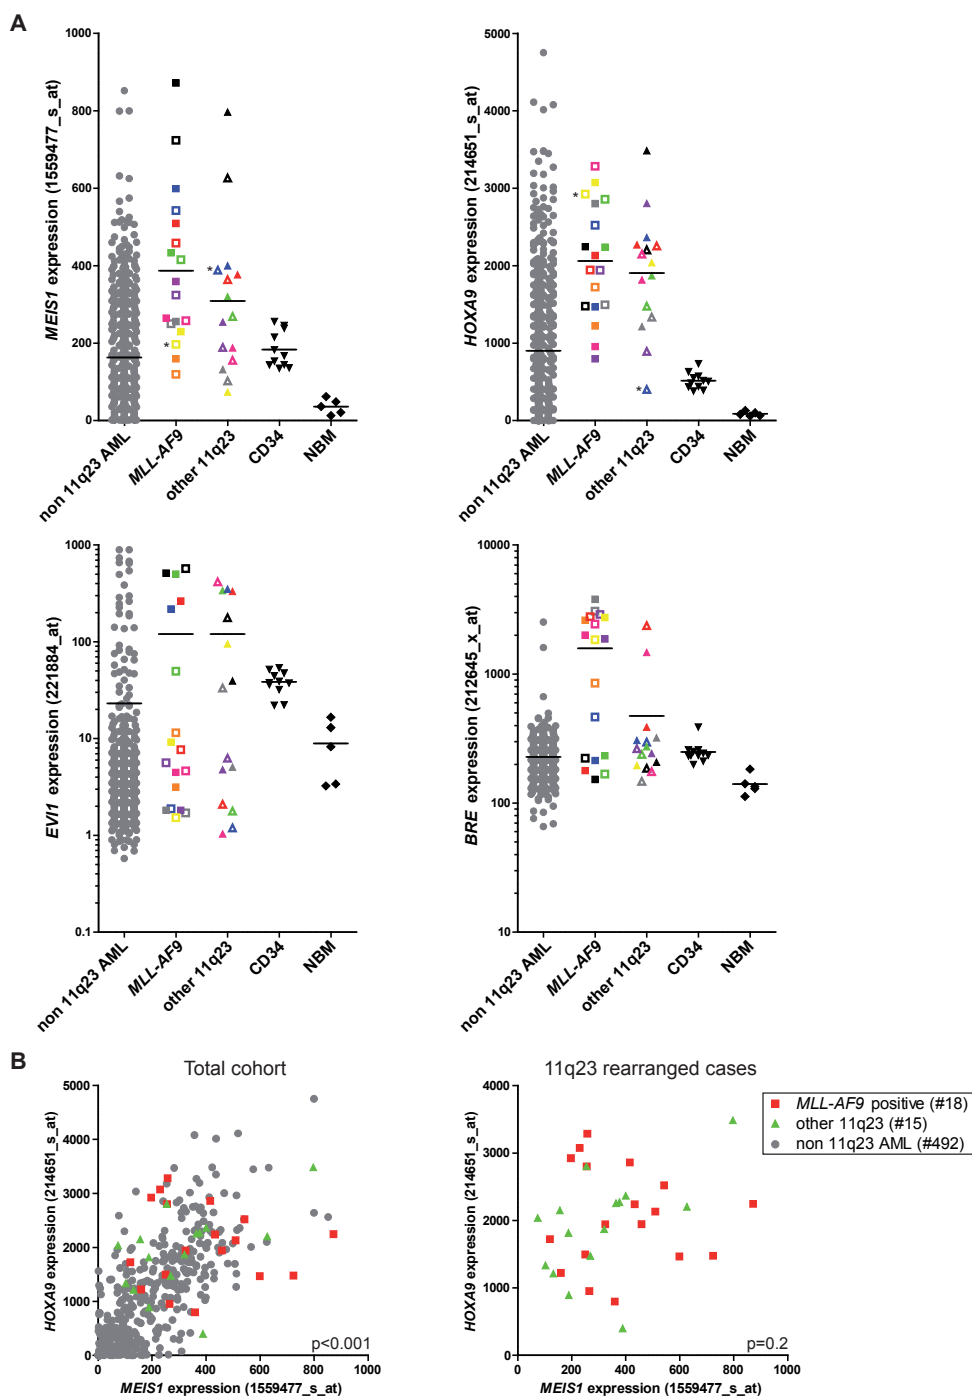 A
MEIS1 expression (1559477_s_at)
1000
800
600
400
200
0
*
*
non 11q23 AML
MLL-AF9
other 11q23
CD34
NBM
HOXA9 expression (214651_s_at)
5000
4000
3000
2000
1000
0
*
*
non 11q23 AML
MLL-AF9
other 11q23
CD34
NBM
EVI1 expression (221884_at)
1000
100
10
1
0.1
non 11q23 AML
MLL-AF9
other 11q23
CD34
NBM
BRE expression (212645_x_at)
10000
1000
100
10
non 11q23 AML
MLL-AF9
other 11q23
CD34
NBM
B
Total cohort
HOXA9 expression (214651_s_at)
5000
4000
3000
2000
1000
0
p<0.001
0 200 400 600 800 1000
MEIS1 expression (1559477_s_at)
11q23 rearranged cases
HOXA9 expression (214651_s_at)
4000
3000
2000
1000
0
p=0.2
0 200 400 600 800 1000
MEIS1 expression (1559477_s_at)
MLL-AF9 positive (#18)
other 11q23 (#15)
non 11q23 AML (#492)